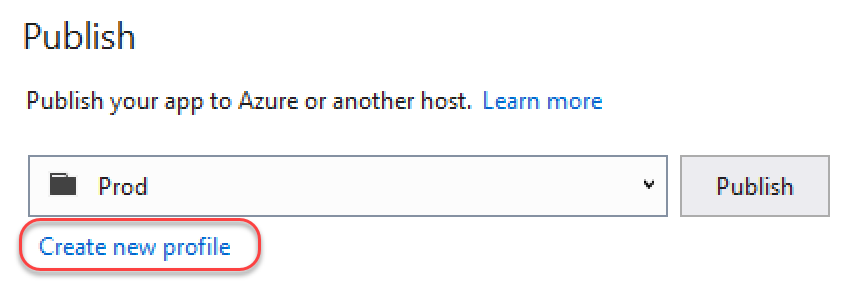 Publish
Publish your app to Azure or another host. Learn more
Prod
Publish
Create new profile